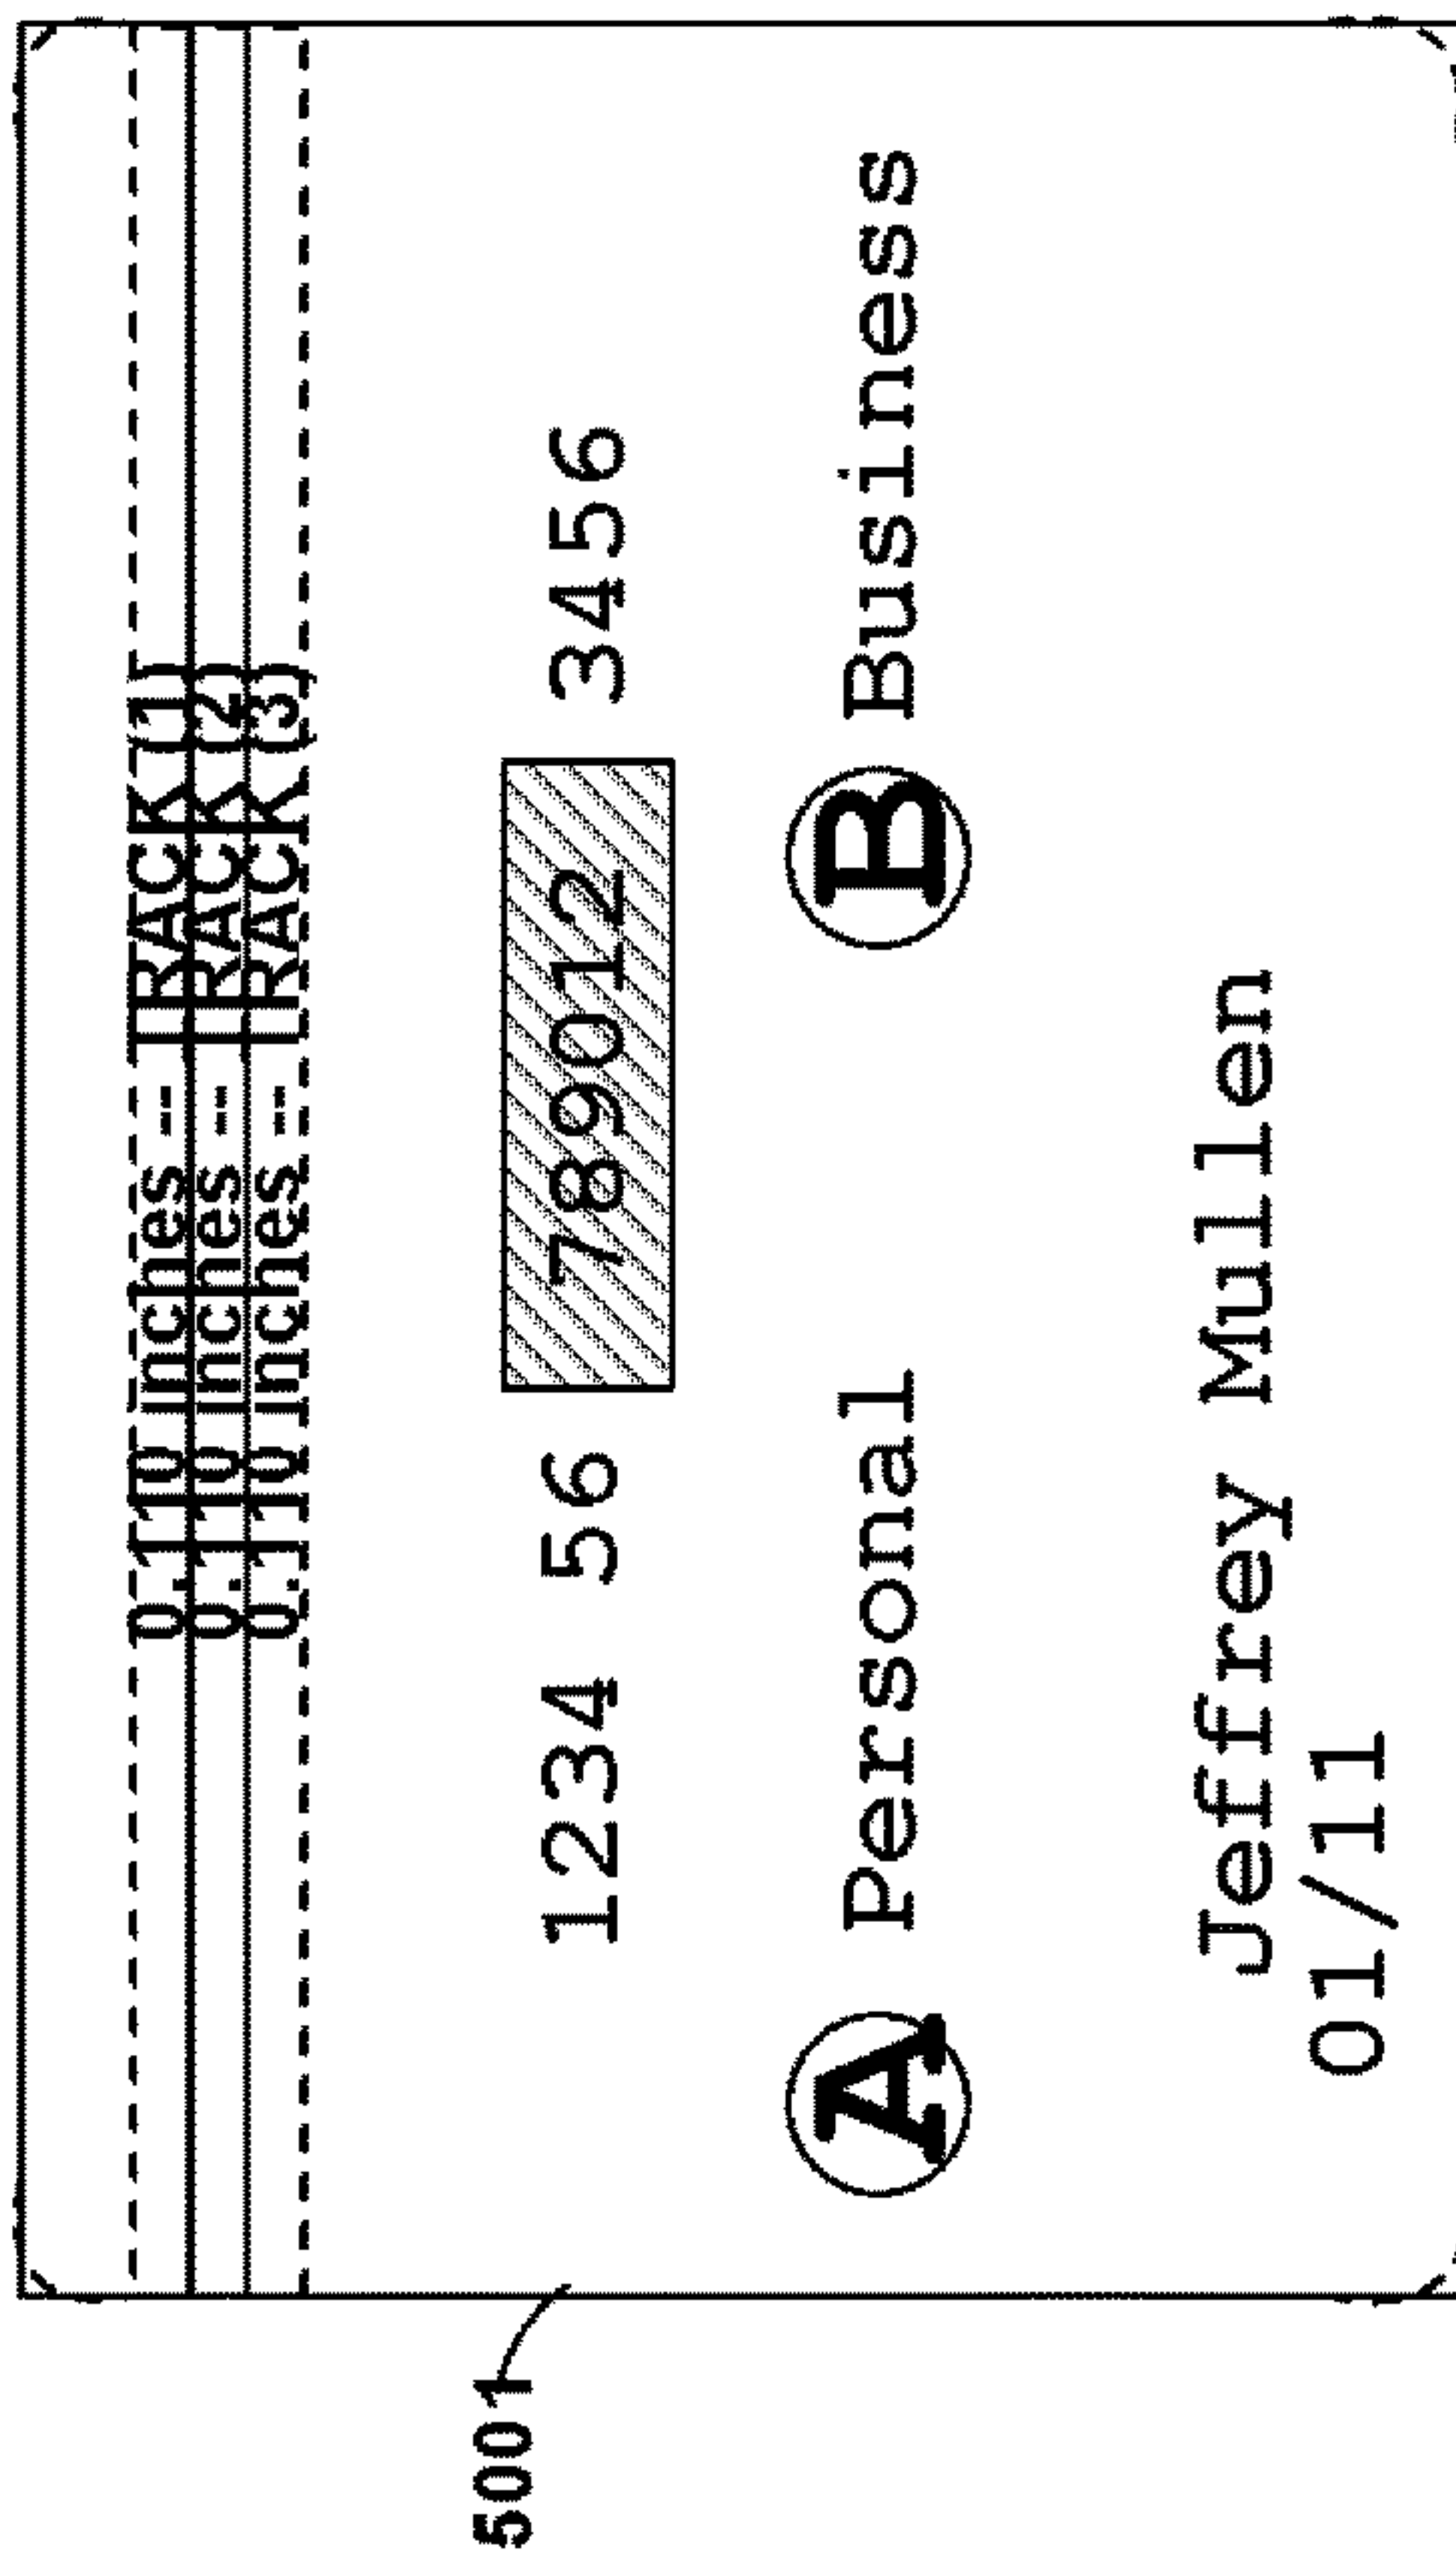 0.110 inches -- TRACK(1)
0.110 inches -- TRACK(2)
0.110 inches -- TRACK(3)
1234 56 789012 3456
A Personal B Business
Jeffrey Mullen
01/11
5001